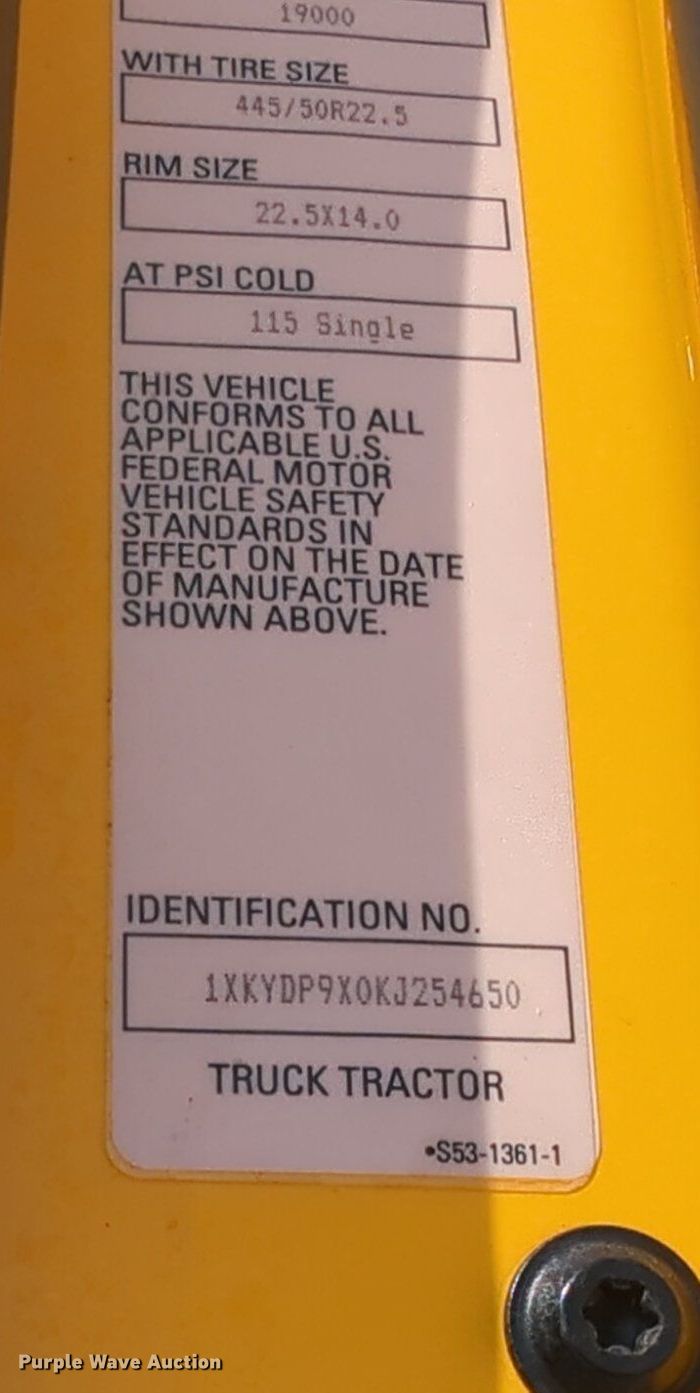 19000
WITH TIRE SIZE
445/50R22.5
RIM SIZE
22.5X14.0
AT PSI COLD
115 Single
THIS VEHICLE
CONFORMS TO ALL
APPLICABLE U.S.
FEDERAL MOTOR
VEHICLE SAFETY
STANDARDS IN
EFFECT ON THE DATE
OF MANUFACTURE
SHOWN ABOVE.
IDENTIFICATION NO.
1XKYDP9X0KJ254650
TRUCK TRACTOR
•S53-1361-1
Purple Wave Auction